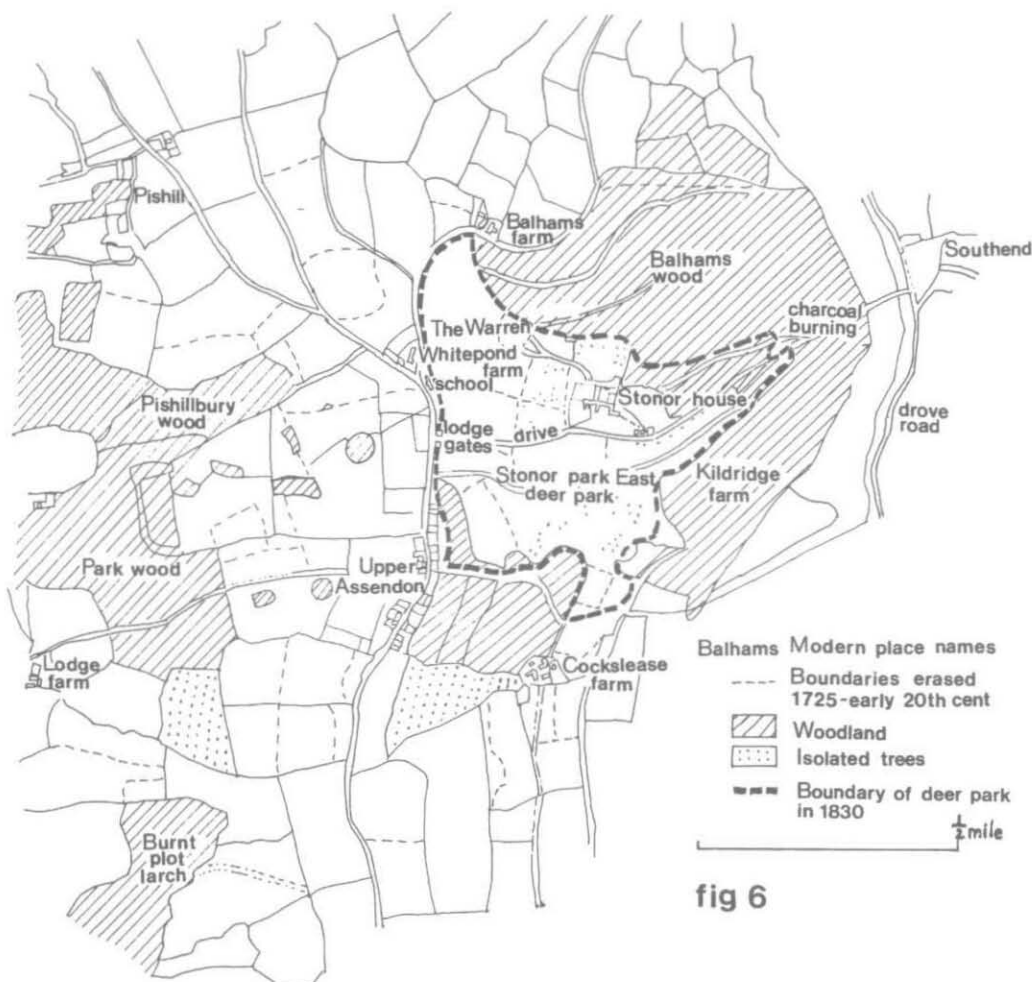 Pishill
Balhams
farm
Southend
Balhams
wood
charcoal
burning
The Warren
Whitepond
farm
school
Stonor house
Pishillbury
wood
lodge
gates
drive
drove
road
Stonor park East
deer park
Kildridge
farm
Park wood
Upper
Assendon
Lodge
farm
Cockslease
farm
Burnt
plot
larch
Balhams Modern place names
Boundaries erased
1725-early 20th cent
Woodland
Isolated trees
Boundary of deer park
in 1830
½ mile
fig 6